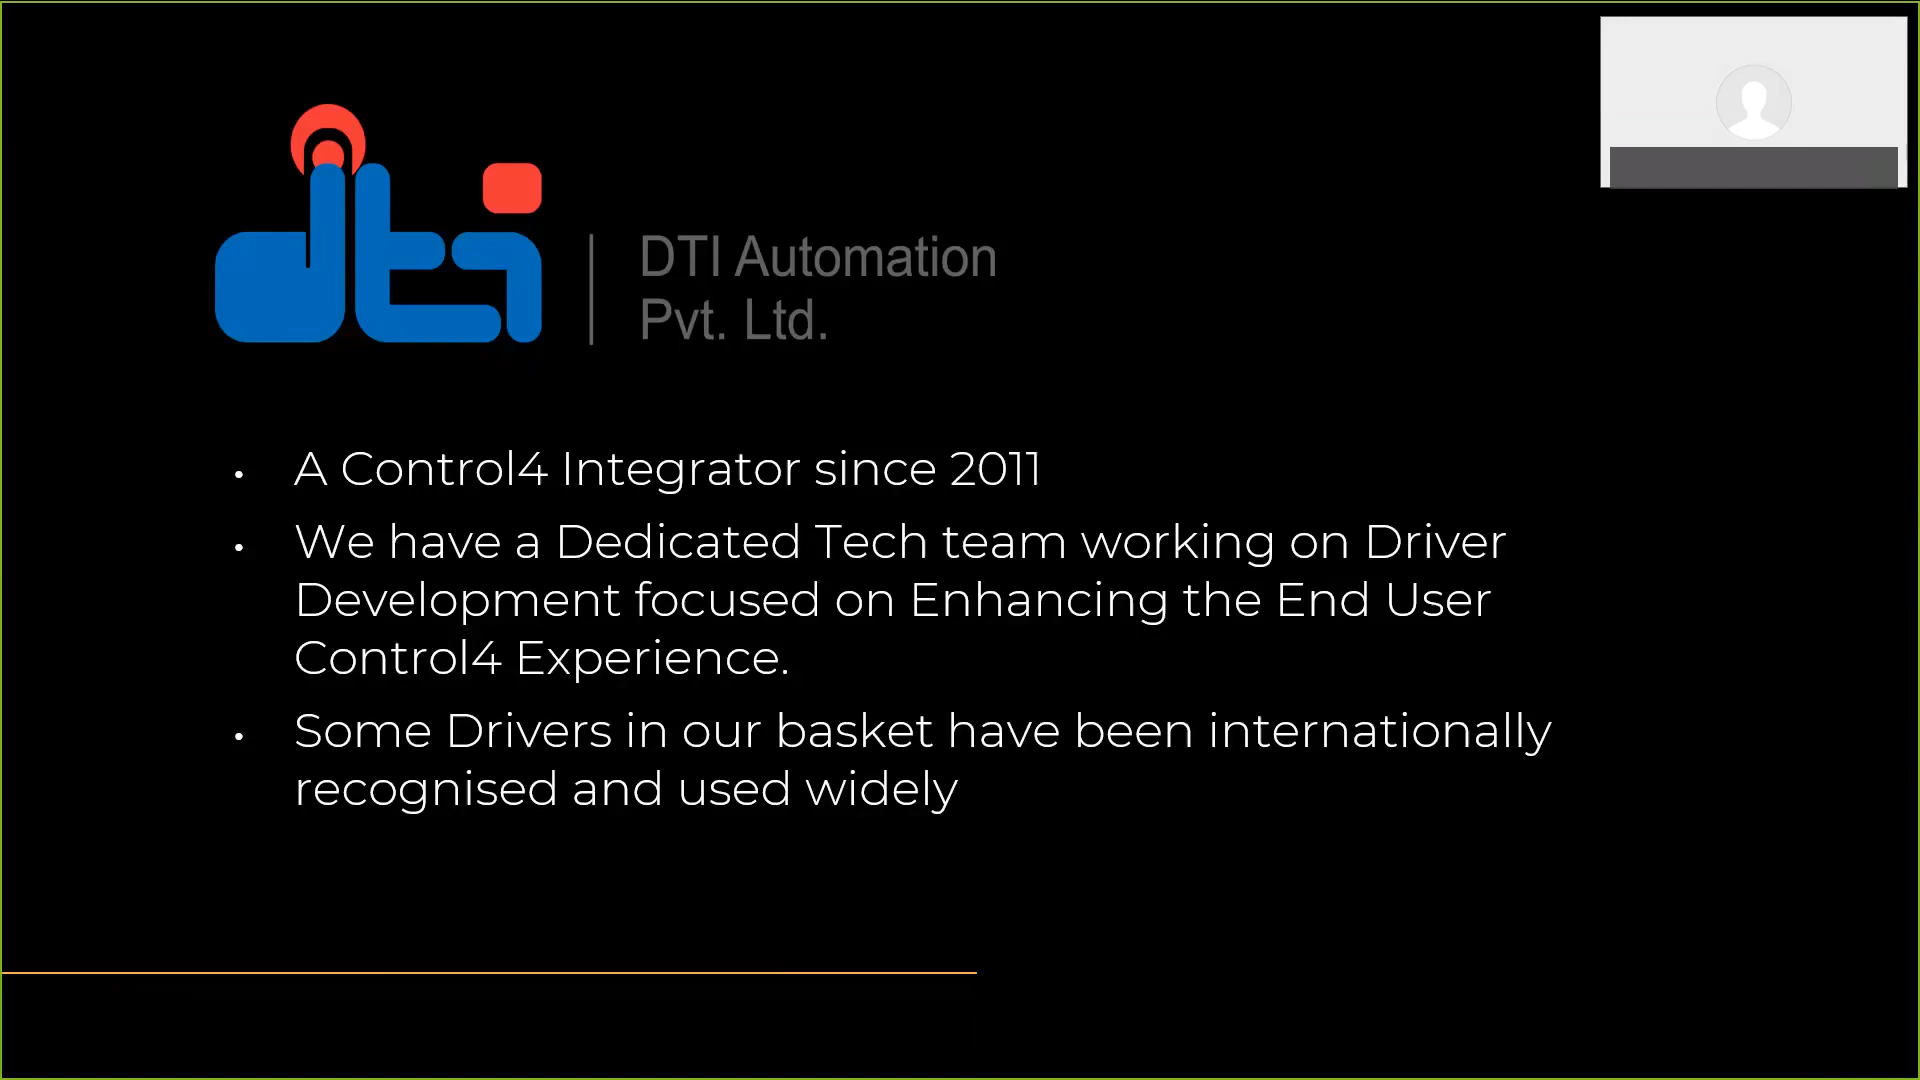 dti
DTI Automation
Pvt. Ltd.
• A Control4 Integrator since 2011
• We have a Dedicated Tech team working on Driver
Development focused on Enhancing the End User
Control4 Experience.
• Some Drivers in our basket have been internationally
recognised and used widely